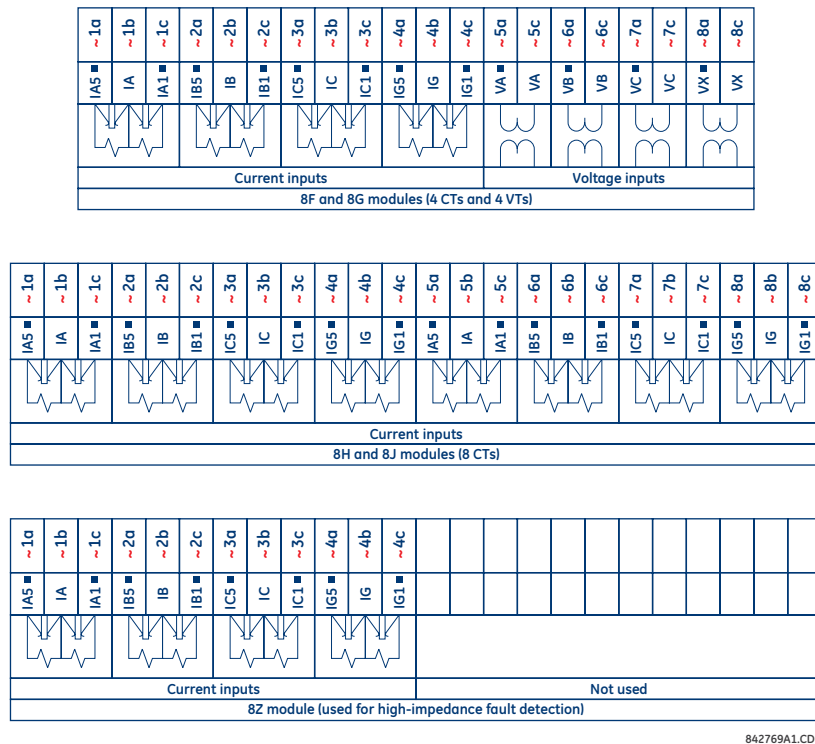 ~1a ~1b ~1c ~2a ~2b ~2c ~3a ~3b ~3c ~4a ~4b ~4c ~5a ~5c ~6a ~6c ~7a ~7c ~8a ~8c
IA5 IA IA1 IB5 IB IB1 IC5 IC IC1 IG5 IG IG1 VA VA VB VB VC VC VX VX
Current inputs Voltage inputs
8F and 8G modules (4 CTs and 4 VTs)
~1a ~1b ~1c ~2a ~2b ~2c ~3a ~3b ~3c ~4a ~4b ~4c ~5a ~5b ~5c ~6a ~6b ~6c ~7a ~7b ~7c ~8a ~8b ~8c
IA5 IA IA1 IB5 IB IB1 IC5 IC IC1 IG5 IG IG1 IA5 IA IA1 IB5 IB IB1 IC5 IC IC1 IG5 IG IG1
Current inputs
8H and 8J modules (8 CTs)
~1a ~1b ~1c ~2a ~2b ~2c ~3a ~3b ~3c ~4a ~4b ~4c
IA5 IA IA1 IB5 IB IB1 IC5 IC IC1 IG5 IG IG1
Current inputs Not used
8Z module (used for high-impedance fault detection)
842769A1.CD